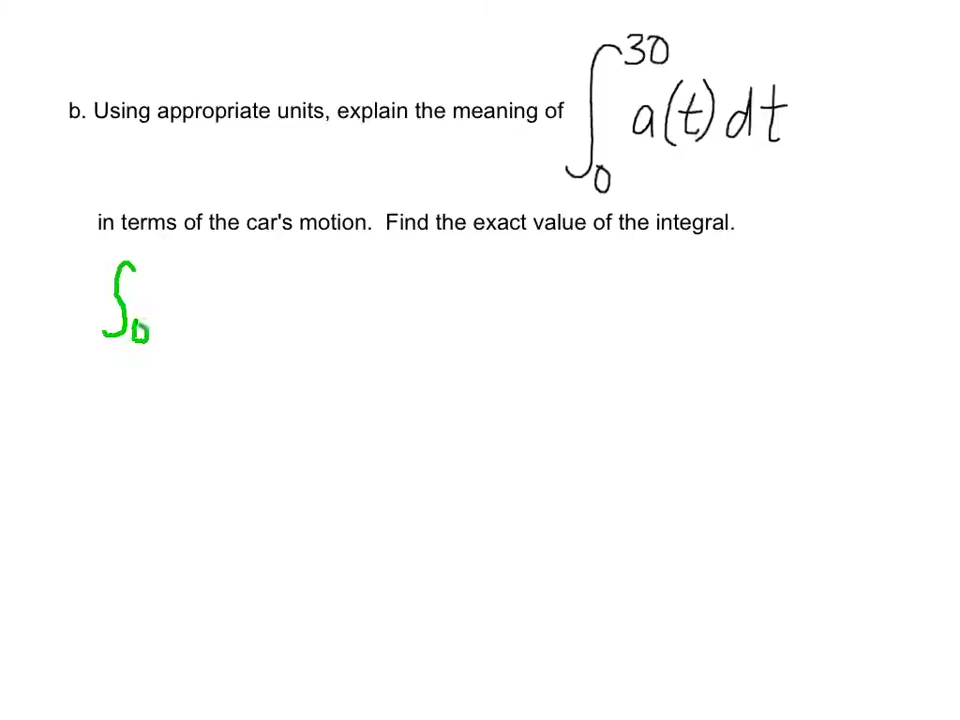 b. Using appropriate units, explain the meaning of ∫₀³⁰ a(t) dt
in terms of the car's motion. Find the exact value of the integral.
∫₀